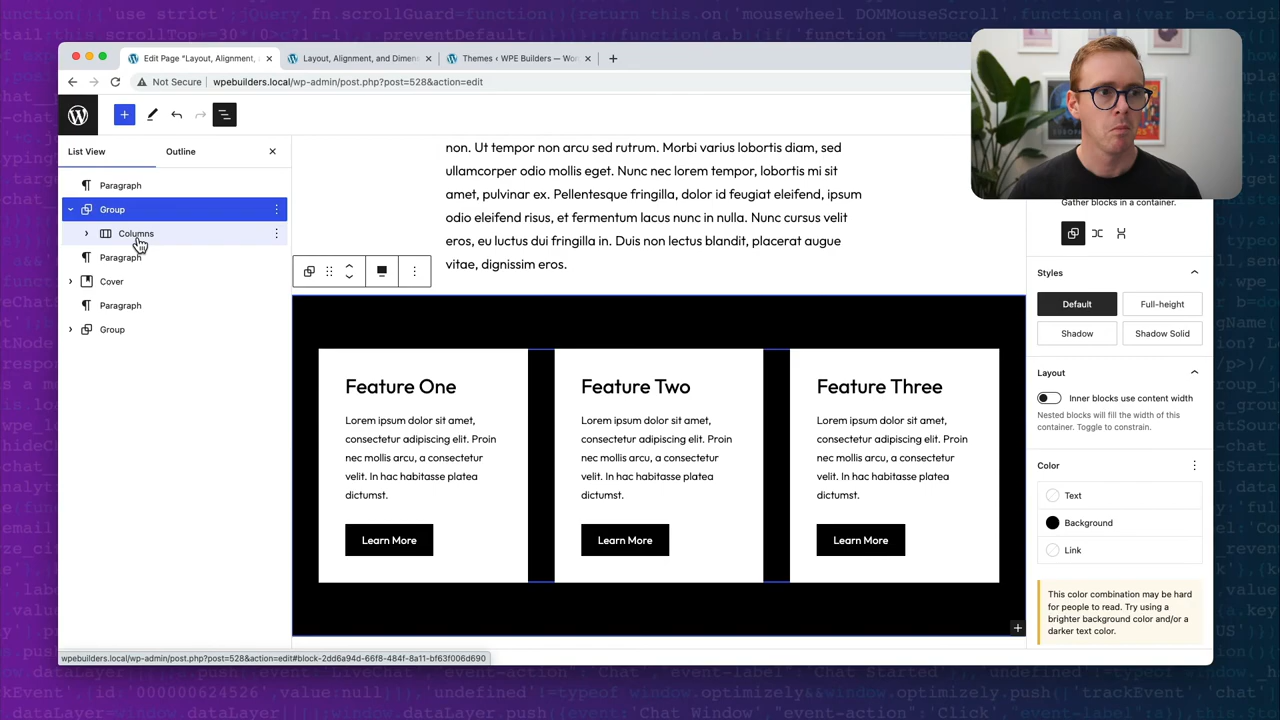 Edit Page "Layout, Alignment,
Layout, Alignment, and Dimen
Themes ‹ WPE Builders — Wor
Not Secure
wpebuilders.local/wp-admin/post.php?post=528&action=edit
List View
Outline
Paragraph
Group
Columns
Paragraph
Cover
Paragraph
Group
non. Ut tempor non arcu sed rutrum. Morbi varius lobortis diam, sed
ullamcorper odio mollis eget. Nunc nec lorem tempor, lobortis mi sit
amet, pulvinar ex. Pellentesque fringilla, dolor id feugiat eleifend, ipsum
odio eleifend risus, et fermentum lacus nunc in nulla. Nunc cursus velit
eros, eu luctus dui fringilla in. Duis non lectus blandit, placerat augue
vitae, dignissim eros.
Feature One
Lorem ipsum dolor sit amet,
consectetur adipiscing elit. Proin
nec mollis arcu, a consectetur
velit. In hac habitasse platea
dictumst.
Learn More
Feature Two
Lorem ipsum dolor sit amet,
consectetur adipiscing elit. Proin
nec mollis arcu, a consectetur
velit. In hac habitasse platea
dictumst.
Learn More
Feature Three
Lorem ipsum dolor sit amet,
consectetur adipiscing elit. Proin
nec mollis arcu, a consectetur
velit. In hac habitasse platea
dictumst.
Learn More
Gather blocks in a container.
Styles
Default
Full-height
Shadow
Shadow Solid
Layout
Inner blocks use content width
Nested blocks will fill the width of this
container. Toggle to constrain.
Color
Text
Background
Link
This color combination may be hard
for people to read. Try using a
brighter background color and/or a
darker text color.
wpebuilders.local/wp-admin/post.php?post=528&action=edit#block-2dd6a94d-66f8-484f-8a11-bf63f006d690